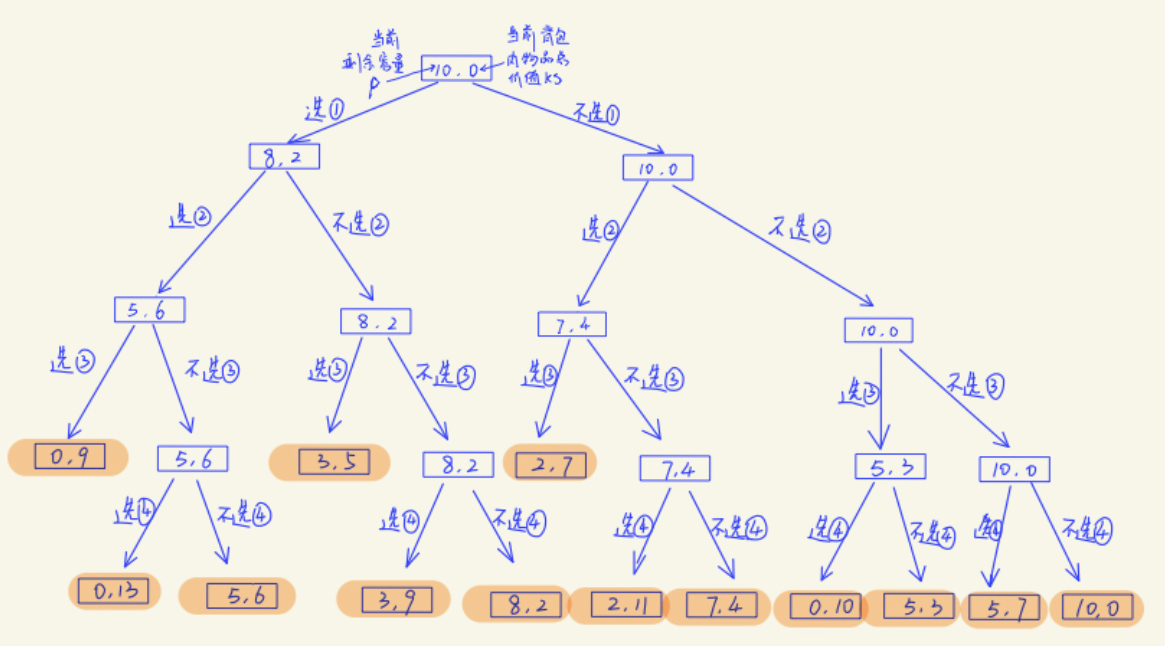 当前
剩余容量
P
10.0
当前背包
内物品总
价值ks
选①
不选①
8,2
10.0
选②
不选②
选②
不选②
5.6
8.2
7.4
10.0
选③
不选③
选③
不选③
选③
不选③
选③
不选③
0.9
5.6
3.5
8.2
2.7
7.4
5.3
10.0
选④
不选④
选④
不选④
选④
不选④
选④
不选④
选④
不选④
0.13
5.6
3,9
8.2
2.11
7.4
0.10
5.3
5.7
10,0